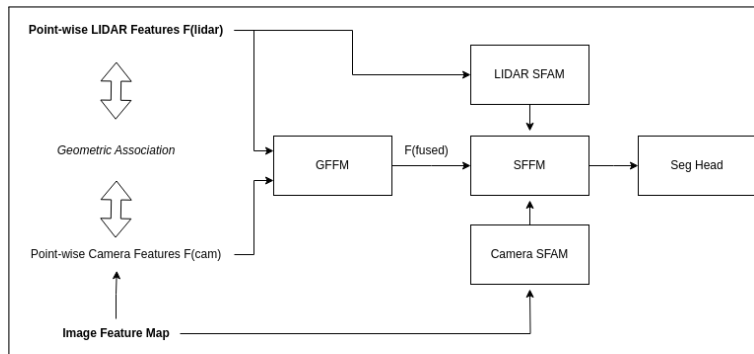 Point-wise LIDAR Features F(lidar)
LIDAR SFAM
Geometric Association
GFFM
F(fused)
SFFM
Seg Head
Point-wise Camera Features F(cam)
Camera SFAM
Image Feature Map